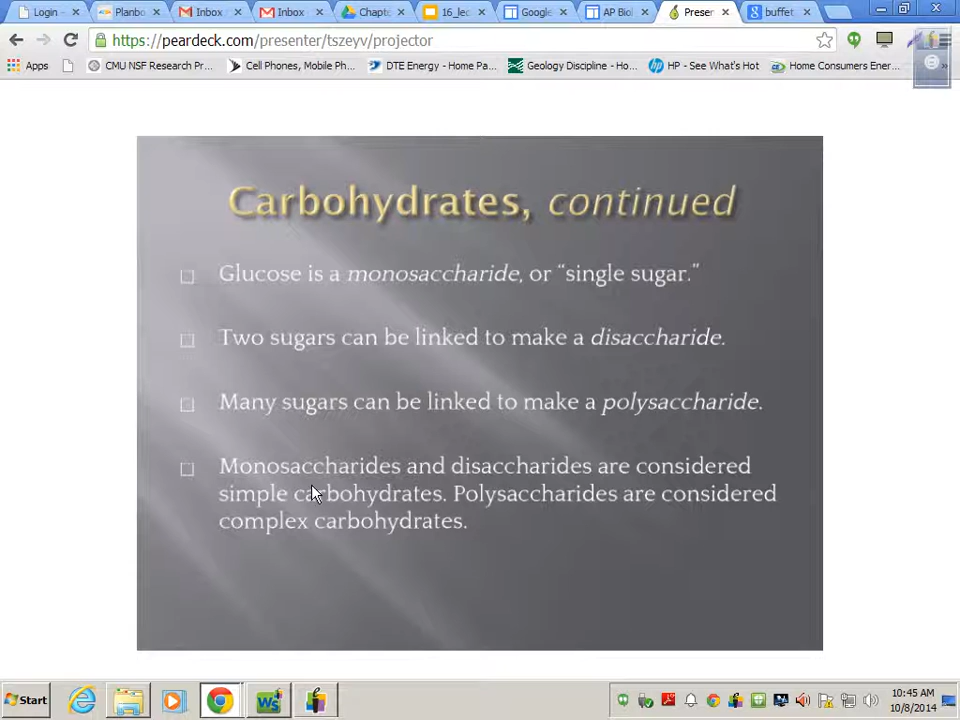 Login
Planbo
Inbox
Inbox
Chapte
16_lec
Google
AP Biol
Presen
buffet
https://peardeck.com/presenter/tszeyv/projector
Apps
CMU NSF Research Pr...
Cell Phones, Mobile Ph...
DTE Energy - Home Pa...
Geology Discipline - Ho...
HP - See What's Hot
Home Consumers Ener...
Carbohydrates, continued
Glucose is a monosaccharide, or “single sugar.”
Two sugars can be linked to make a disaccharide.
Many sugars can be linked to make a polysaccharide.
Monosaccharides and disaccharides are considered
simple carbohydrates. Polysaccharides are considered
complex carbohydrates.
Start
10:45 AM
10/8/2014